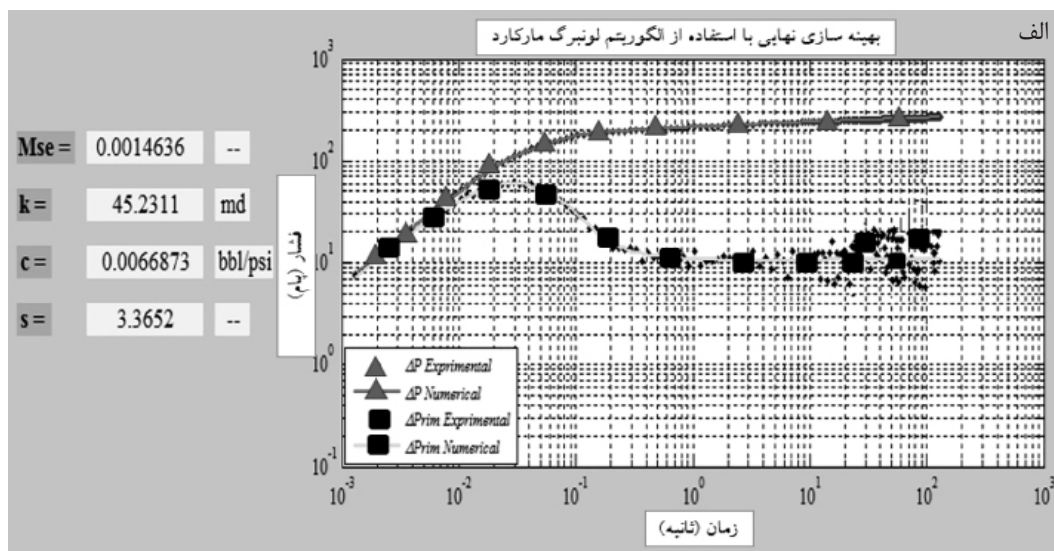 الف
بهینه سازی نهایی با استفاده از الگوریتم لونبرگ مارکارد
Mse = 0.0014636 --
k = 45.2311 md
c = 0.0066873 bbl/psi
s = 3.3652 --
فشار (پام)
10^3
10^2
10^1
10^0
10^-1
ΔP Exprimental
ΔP Numerical
ΔPrim Exprimental
ΔPrim Numerical
10^-3 10^-2 10^-1 10^0 10^1 10^2 10^3
زمان (ثانیه)